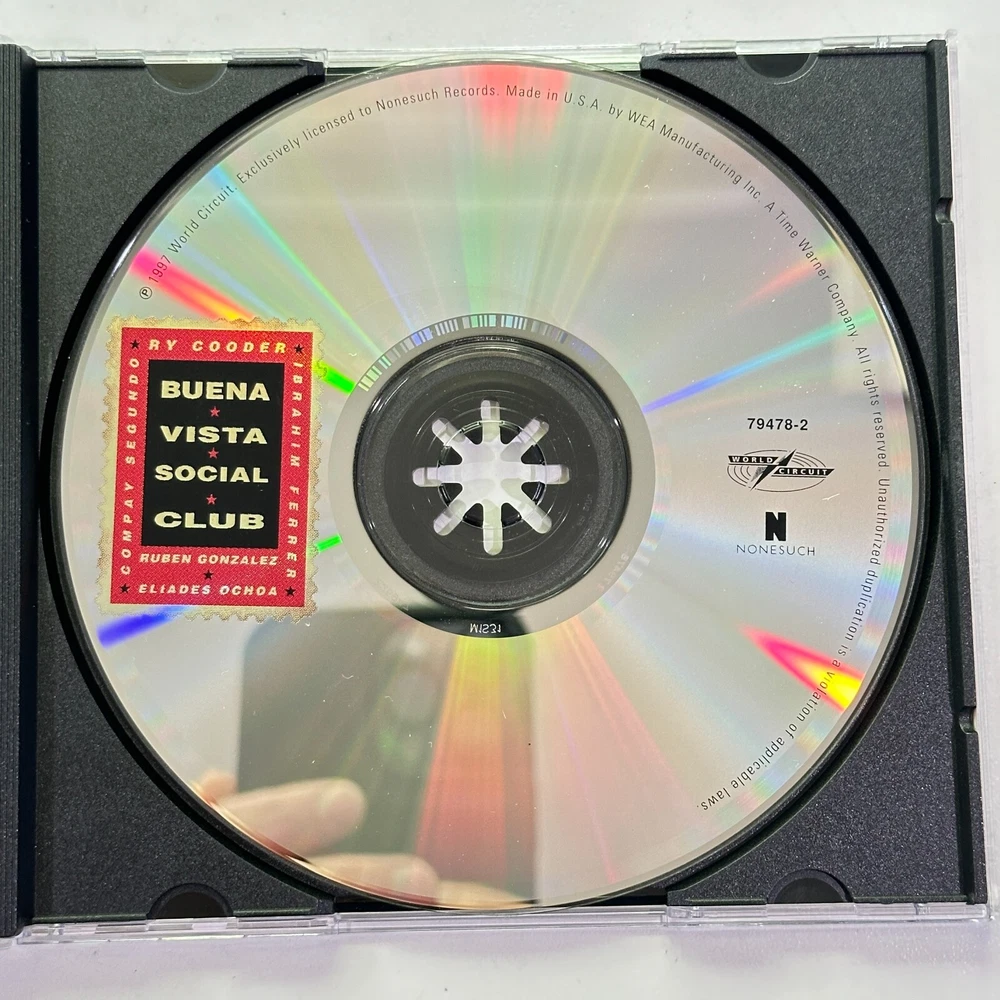 ℗ 1997 World Circuit. Exclusively licensed to Nonesuch Records. Made in U.S.A. by WEA Manufacturing Inc. A Time Warner Company. All rights reserved. Unauthorized duplication is a violation of applicable laws.
RY COODER
COMPAY SEGUNDO
IBRAHIM FERRER
BUENA
VISTA
SOCIAL
CLUB
RUBEN GONZALEZ
ELIADES OCHOA
79478-2
WORLD CIRCUIT
N
NONESUCH